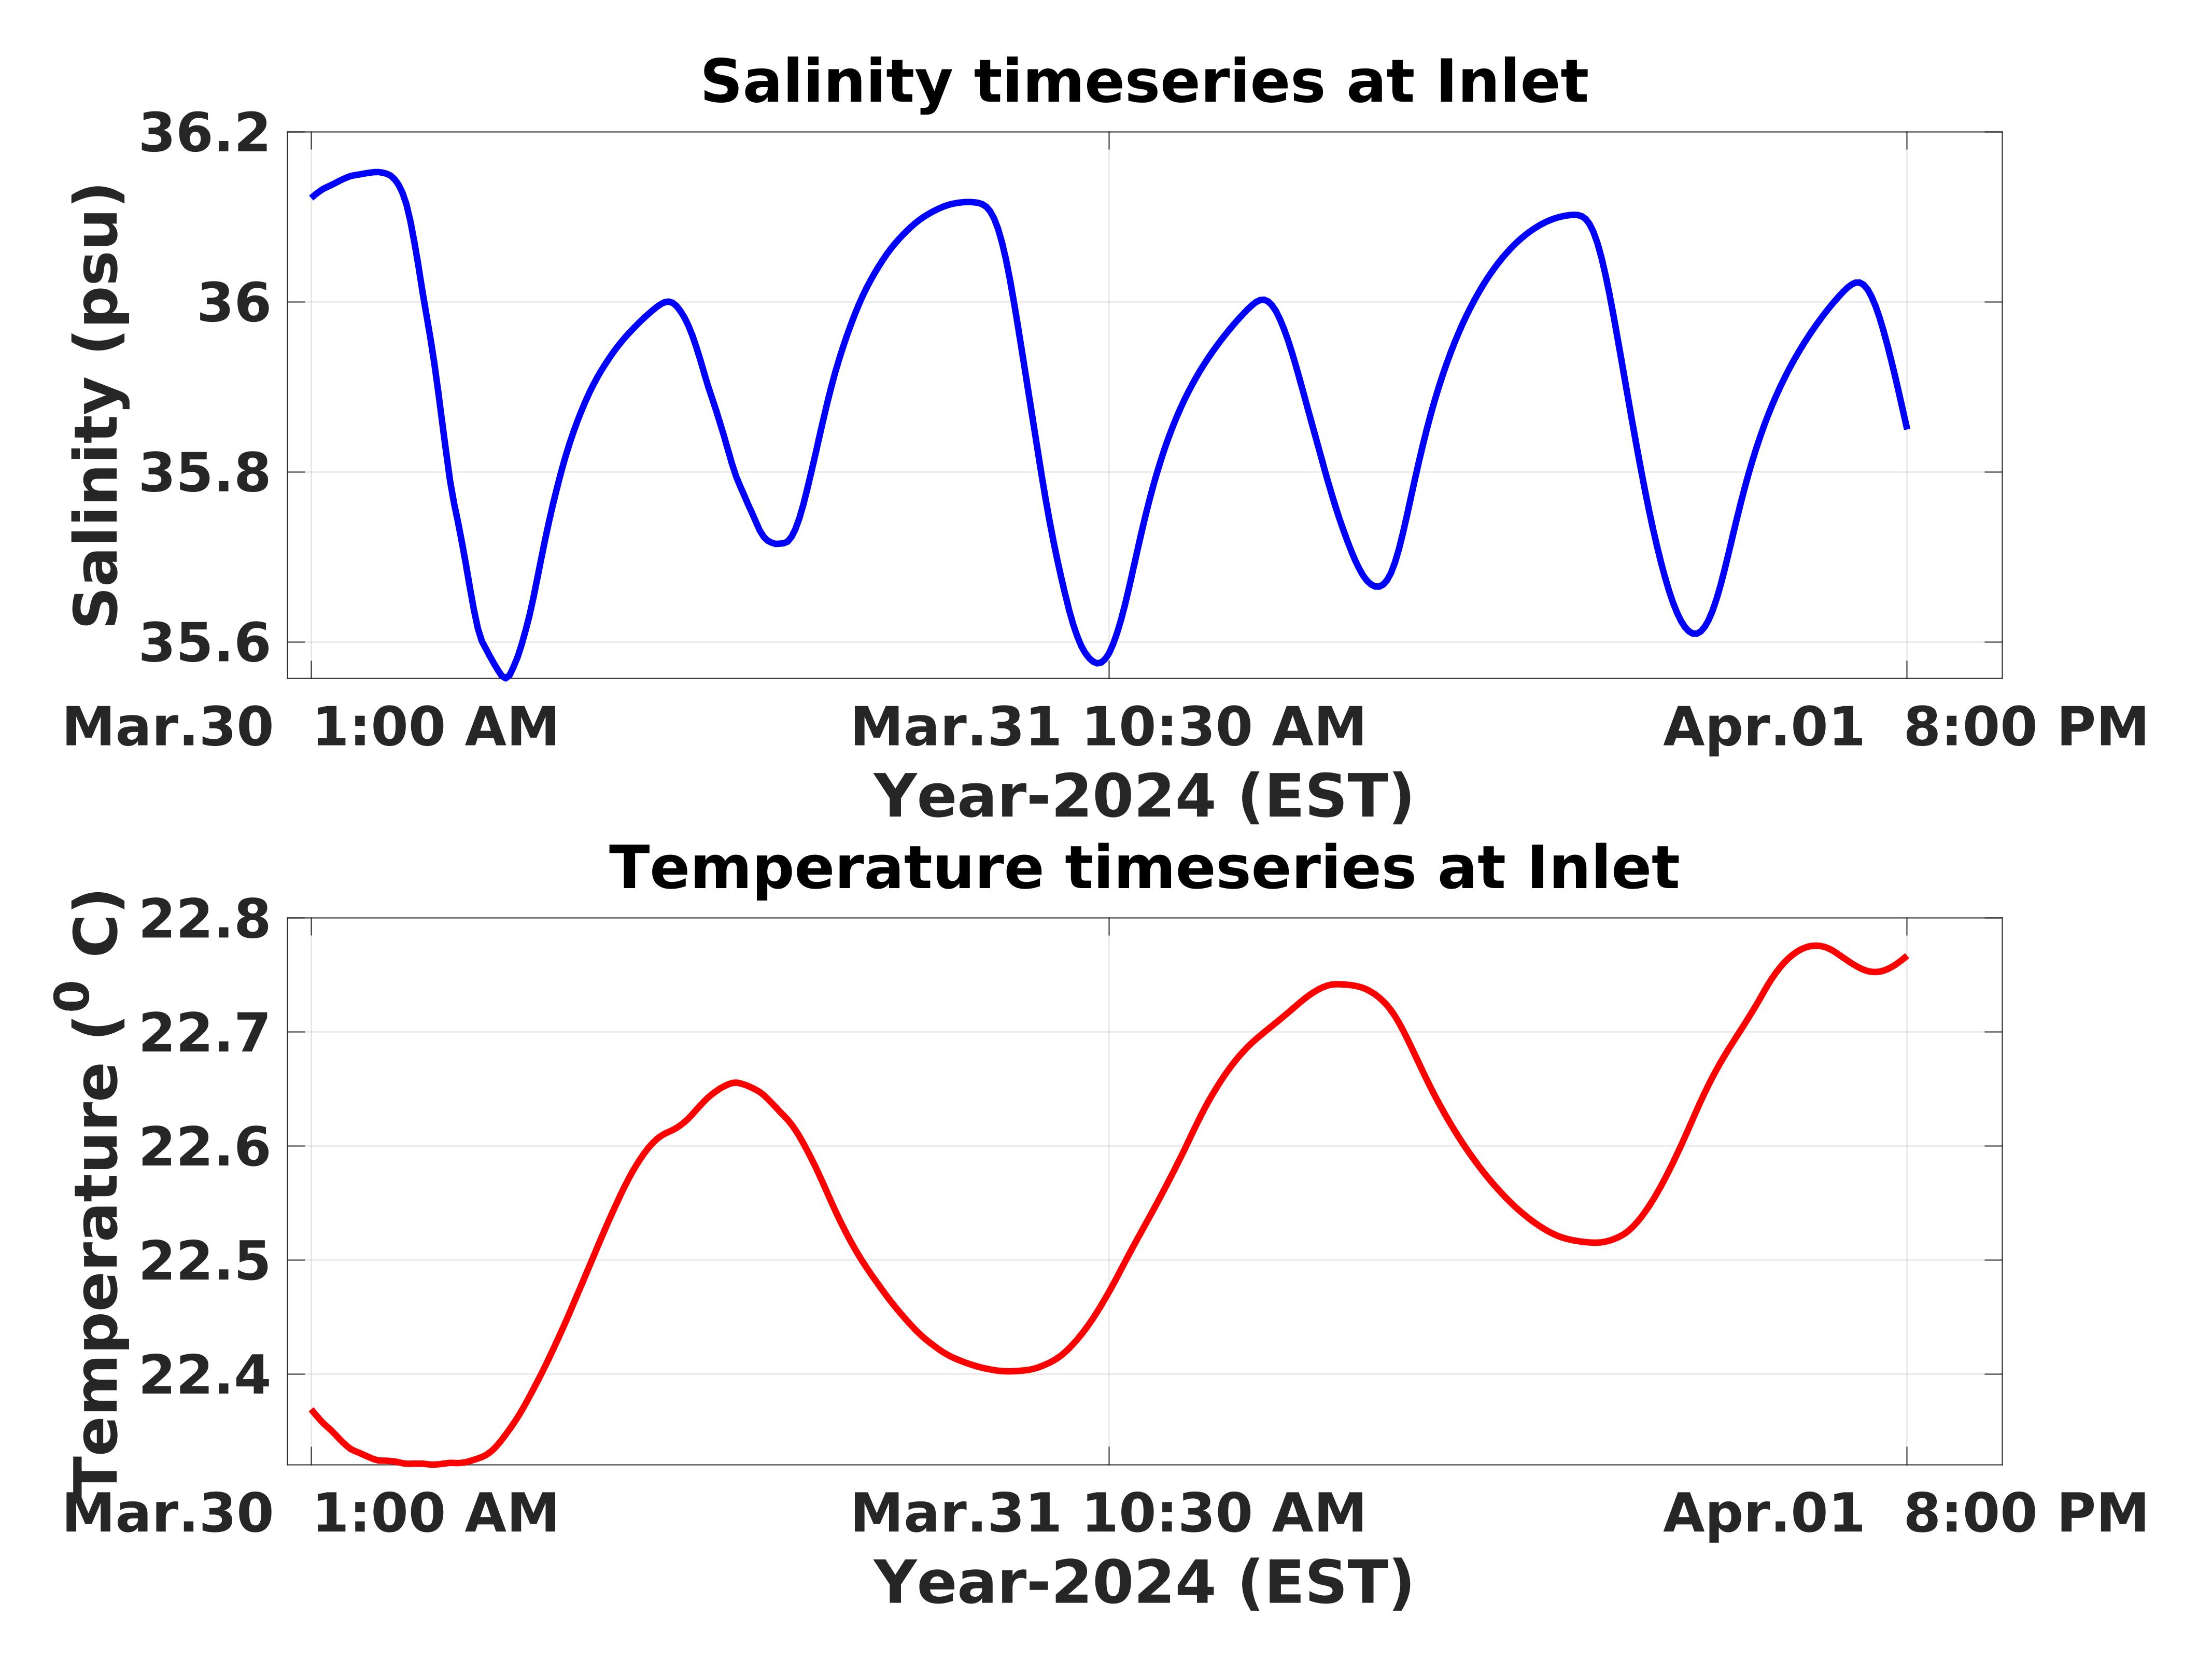 Salinity timeseries at Inlet
Salinity (psu)
36.2
36
35.8
35.6
Mar.30  1:00 AM
Mar.31 10:30 AM
Apr.01  8:00 PM
Year-2024 (EST)
Temperature timeseries at Inlet
Temperature (⁰ C)
22.8
22.7
22.6
22.5
22.4
Mar.30  1:00 AM
Mar.31 10:30 AM
Apr.01  8:00 PM
Year-2024 (EST)